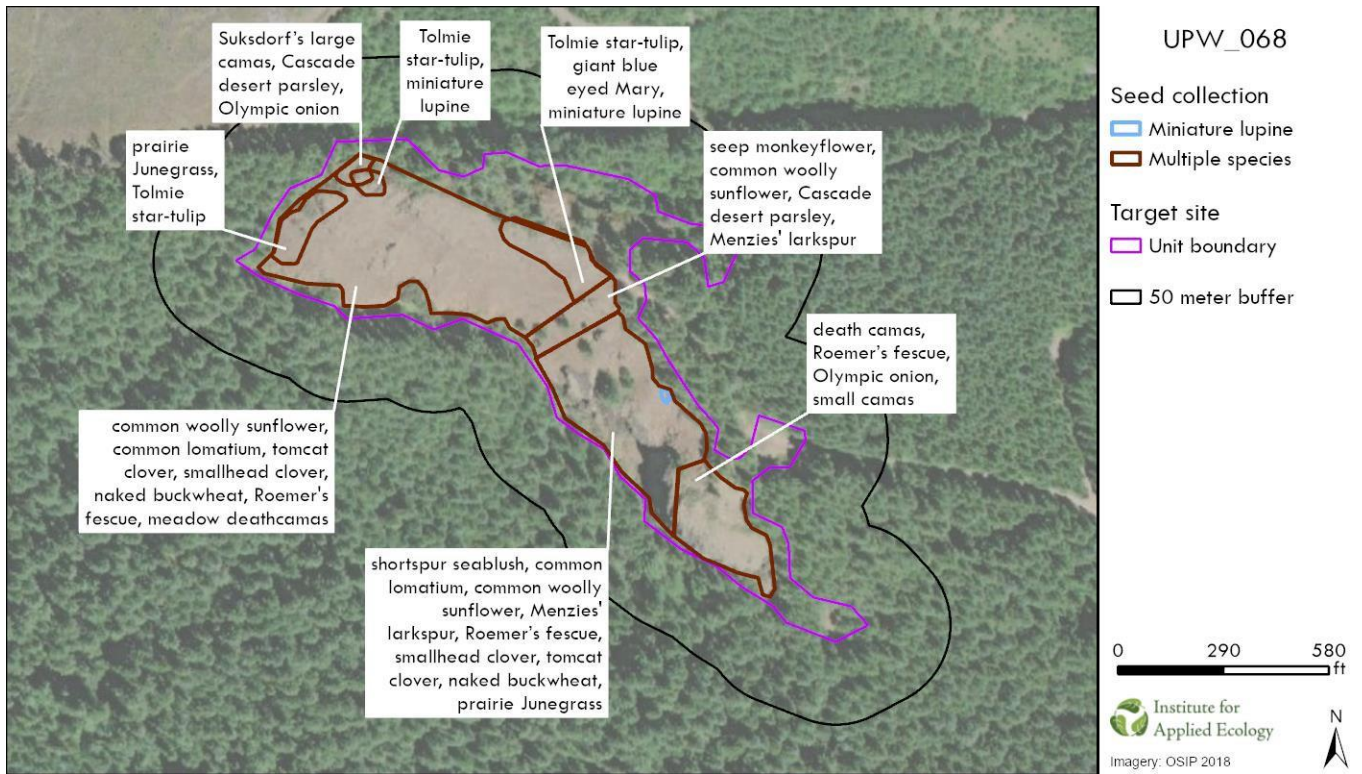 Suksdorf's large
camas, Cascade
desert parsley,
Olympic onion
Tolmie
star-tulip,
miniature
lupine
Tolmie star-tulip,
giant blue
eyed Mary,
miniature lupine
prairie
Junegrass,
Tolmie
star-tulip
seep monkeyflower,
common woolly
sunflower, Cascade
desert parsley,
Menzies' larkspur
death camas,
Roemer's fescue,
Olympic onion,
small camas
common woolly sunflower,
common lomatium, tomcat
clover, smallhead clover,
naked buckwheat, Roemer's
fescue, meadow deathcamas
shortspur seablush, common
lomatium, common woolly
sunflower, Menzies'
larkspur, Roemer's fescue,
smallhead clover, tomcat
clover, naked buckwheat,
prairie Junegrass
UPW_068
Seed collection
Miniature lupine
Multiple species
Target site
Unit boundary
50 meter buffer
0 290 580
ft
Institute for
Applied Ecology
N
Imagery: OSIP 2018